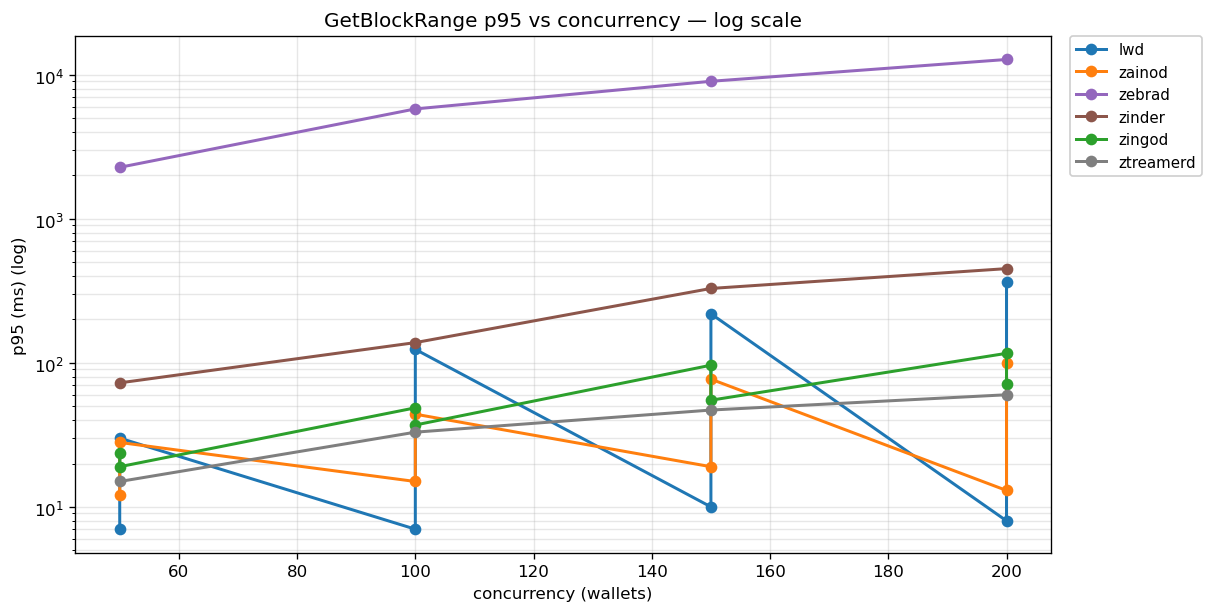 GetBlockRange p95 vs concurrency — log scale
p95 (ms) (log)
10⁴
10³
10²
10¹
60 80 100 120 140 160 180 200
concurrency (wallets)
lwd
zainod
zebrad
zinder
zingod
ztreamerd